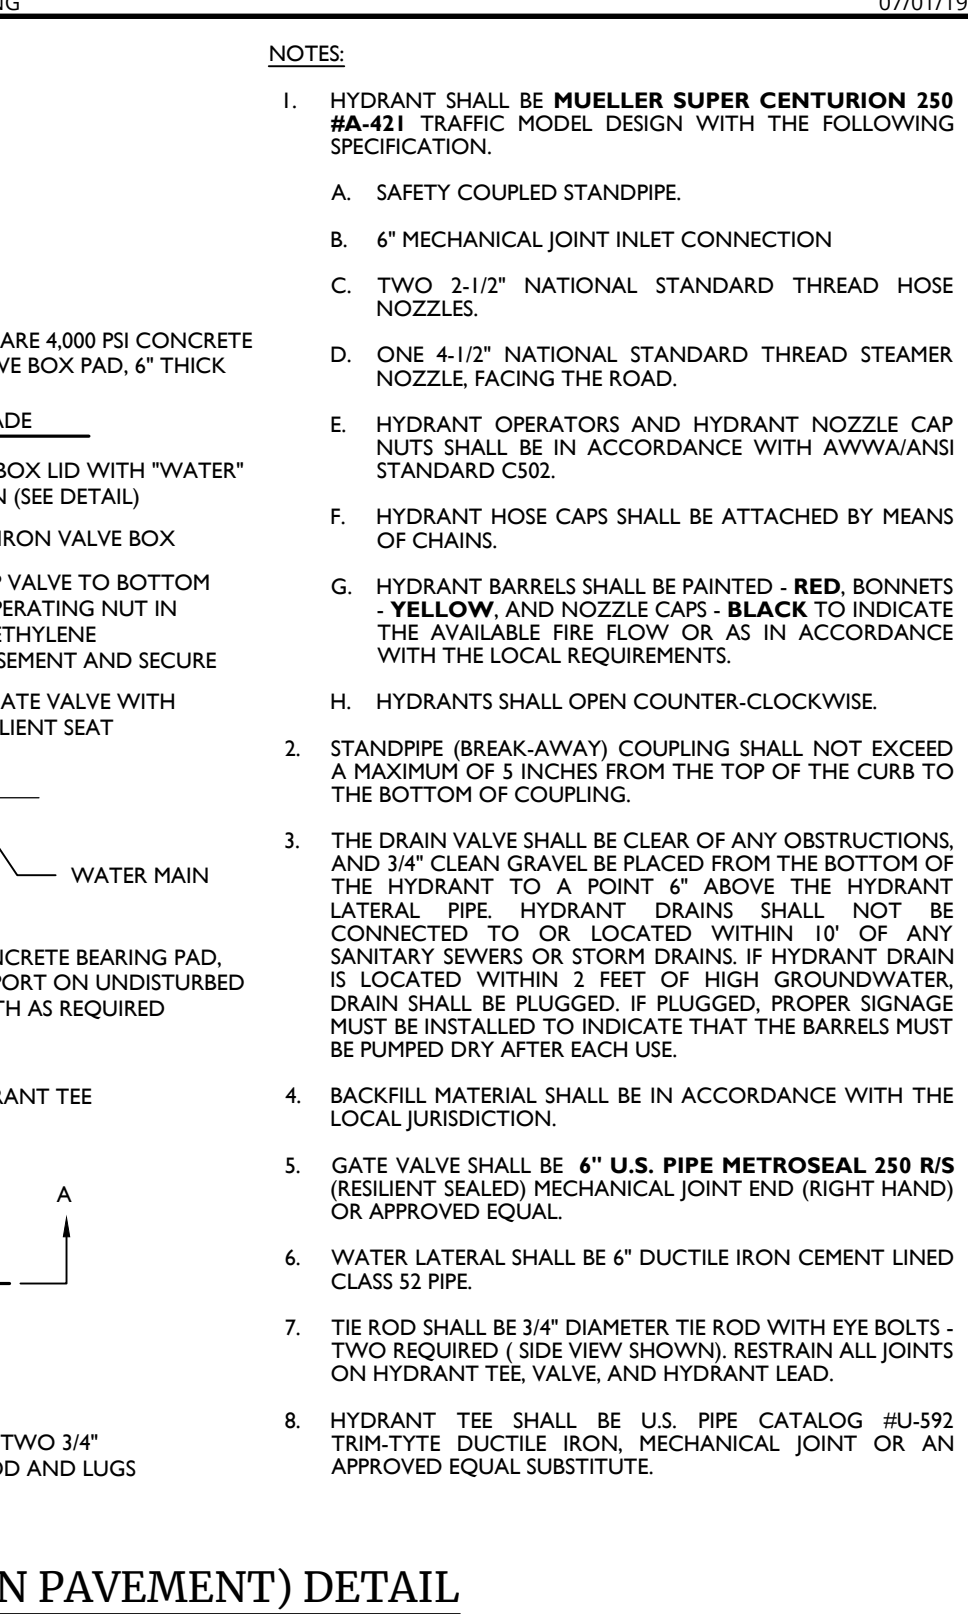 NG 07/01/19
NOTES:
1. HYDRANT SHALL BE MUELLER SUPER CENTURION 250
#A-421 TRAFFIC MODEL DESIGN WITH THE FOLLOWING
SPECIFICATION.
A. SAFETY COUPLED STANDPIPE.
B. 6" MECHANICAL JOINT INLET CONNECTION
C. TWO 2-1/2" NATIONAL STANDARD THREAD HOSE
NOZZLES.
D. ONE 4-1/2" NATIONAL STANDARD THREAD STEAMER
NOZZLE, FACING THE ROAD.
E. HYDRANT OPERATORS AND HYDRANT NOZZLE CAP
NUTS SHALL BE IN ACCORDANCE WITH AWWA/ANSI
STANDARD C502.
F. HYDRANT HOSE CAPS SHALL BE ATTACHED BY MEANS
OF CHAINS.
G. HYDRANT BARRELS SHALL BE PAINTED - RED, BONNETS
- YELLOW, AND NOZZLE CAPS - BLACK TO INDICATE
THE AVAILABLE FIRE FLOW OR AS IN ACCORDANCE
WITH THE LOCAL REQUIREMENTS.
H. HYDRANTS SHALL OPEN COUNTER-CLOCKWISE.
2. STANDPIPE (BREAK-AWAY) COUPLING SHALL NOT EXCEED
A MAXIMUM OF 5 INCHES FROM THE TOP OF THE CURB TO
THE BOTTOM OF COUPLING.
3. THE DRAIN VALVE SHALL BE CLEAR OF ANY OBSTRUCTIONS,
AND 3/4" CLEAN GRAVEL BE PLACED FROM THE BOTTOM OF
THE HYDRANT TO A POINT 6" ABOVE THE HYDRANT
LATERAL PIPE. HYDRANT DRAINS SHALL NOT BE
CONNECTED TO OR LOCATED WITHIN 10' OF ANY
SANITARY SEWERS OR STORM DRAINS. IF HYDRANT DRAIN
IS LOCATED WITHIN 2 FEET OF HIGH GROUNDWATER,
DRAIN SHALL BE PLUGGED. IF PLUGGED, PROPER SIGNAGE
MUST BE INSTALLED TO INDICATE THAT THE BARRELS MUST
BE PUMPED DRY AFTER EACH USE.
4. BACKFILL MATERIAL SHALL BE IN ACCORDANCE WITH THE
LOCAL JURISDICTION.
5. GATE VALVE SHALL BE 6" U.S. PIPE METROSEAL 250 R/S
(RESILIENT SEALED) MECHANICAL JOINT END (RIGHT HAND)
OR APPROVED EQUAL.
6. WATER LATERAL SHALL BE 6" DUCTILE IRON CEMENT LINED
CLASS 52 PIPE.
7. TIE ROD SHALL BE 3/4" DIAMETER TIE ROD WITH EYE BOLTS -
TWO REQUIRED ( SIDE VIEW SHOWN). RESTRAIN ALL JOINTS
ON HYDRANT TEE, VALVE, AND HYDRANT LEAD.
8. HYDRANT TEE SHALL BE U.S. PIPE CATALOG #U-592
TRIM-TYTE DUCTILE IRON, MECHANICAL JOINT OR AN
APPROVED EQUAL SUBSTITUTE.
ARE 4,000 PSI CONCRETE
VE BOX PAD, 6" THICK
ADE
BOX LID WITH "WATER"
N (SEE DETAIL)
IRON VALVE BOX
P VALVE TO BOTTOM
PERATING NUT IN
ETHYLENE
SEMENT AND SECURE
ATE VALVE WITH
LIENT SEAT
WATER MAIN
NCRETE BEARING PAD,
PORT ON UNDISTURBED
TH AS REQUIRED
RANT TEE
A
TWO 3/4"
OD AND LUGS
N PAVEMENT) DETAIL